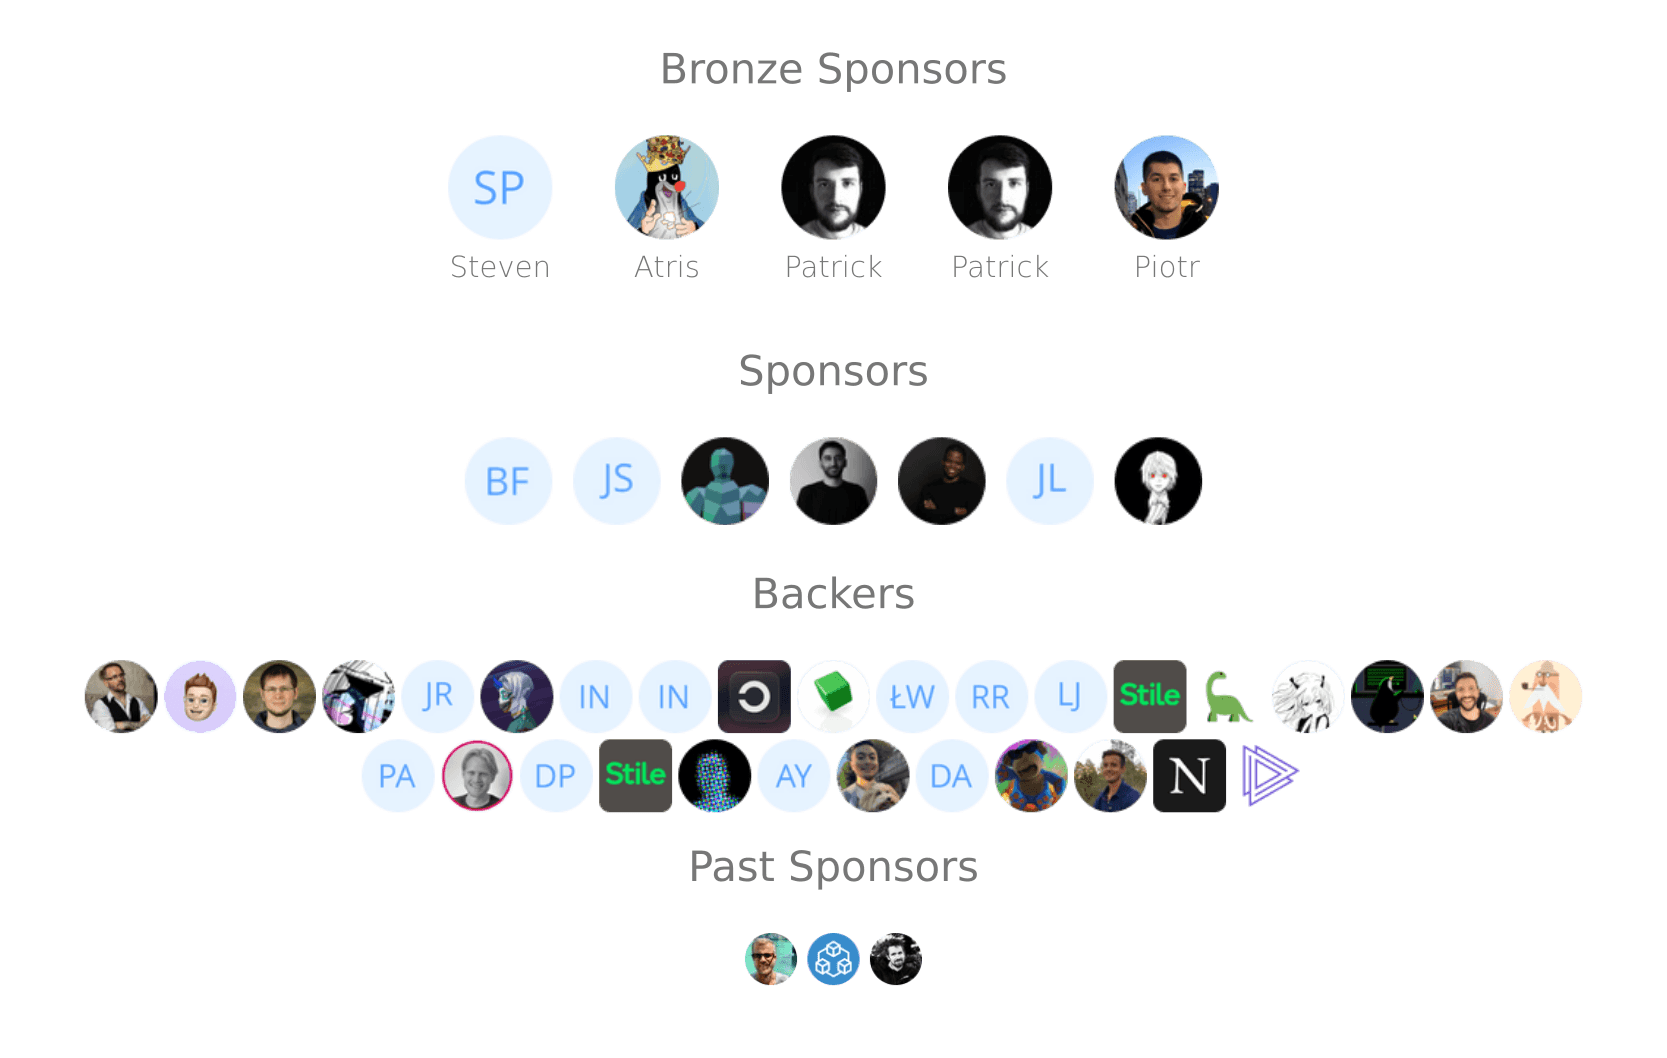 Bronze Sponsors
SP
Steven Atris Patrick Patrick Piotr
Sponsors
BF JS JL
Backers
JR IN IN ŁW RR LJ Stile
PA DP Stile AY DA N
Past Sponsors